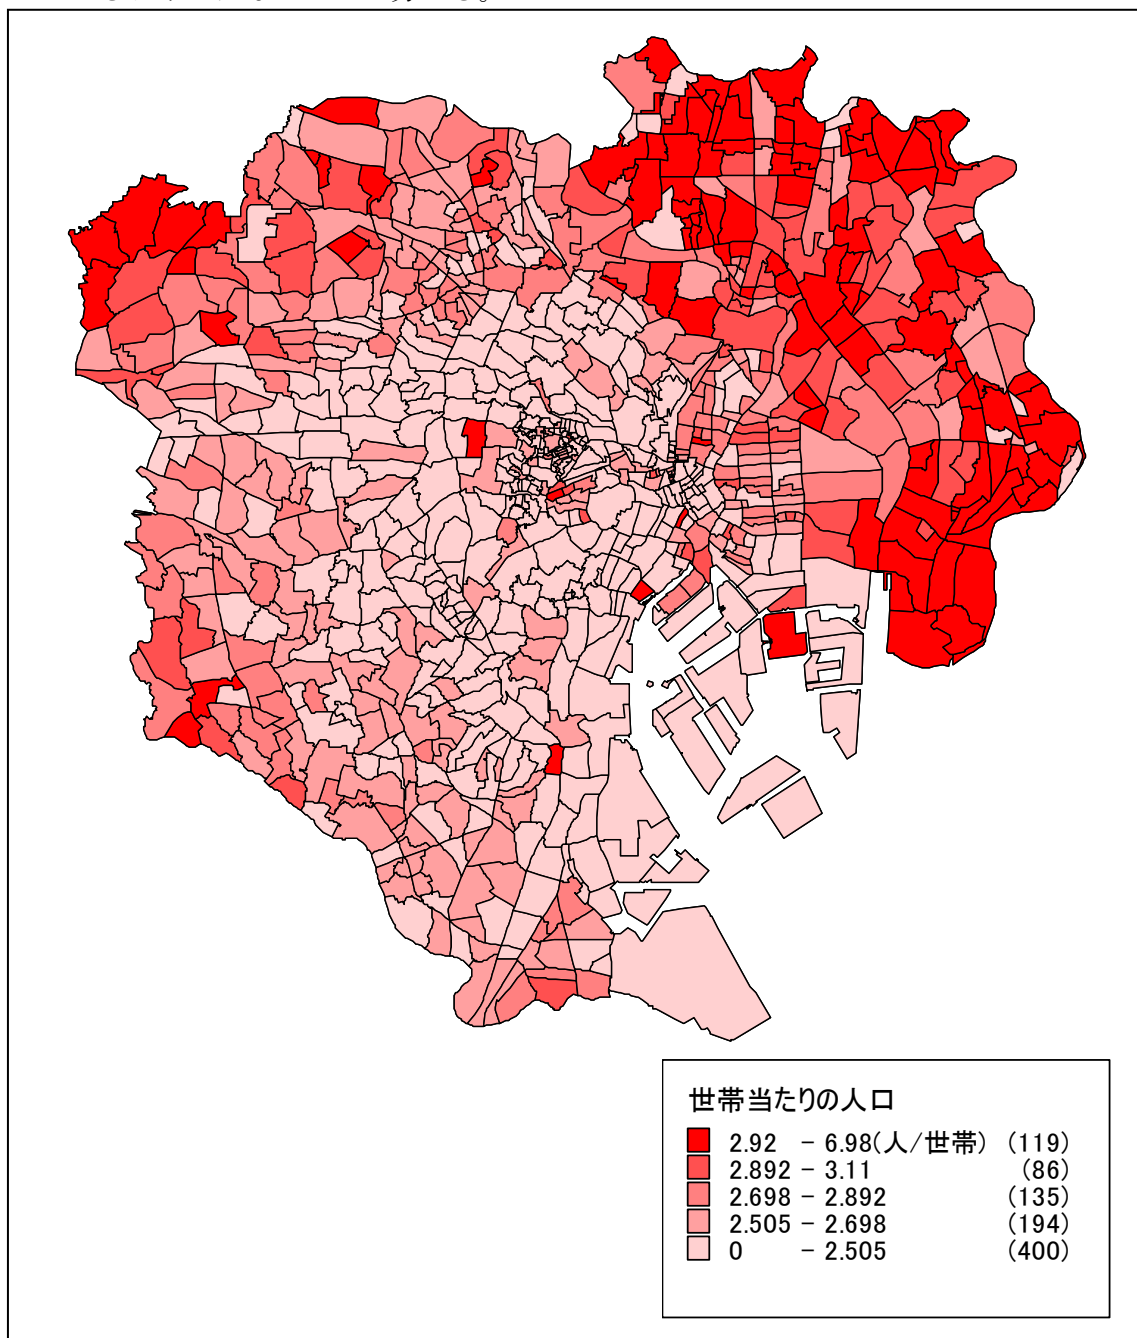 世帯当たりの人口
2.92 - 6.98(人/世帯) (119)
2.892 - 3.11 (86)
2.698 - 2.892 (135)
2.505 - 2.698 (194)
0 - 2.505 (400)